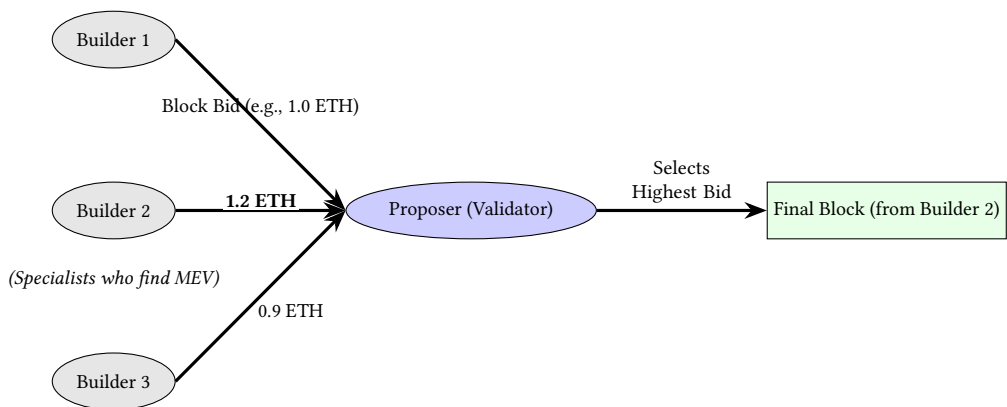 Builder 1
Block Bid (e.g., 1.0 ETH)
Selects
Highest Bid
Builder 2
1.2 ETH
Proposer (Validator)
Final Block (from Builder 2)
(Specialists who find MEV)
0.9 ETH
Builder 3